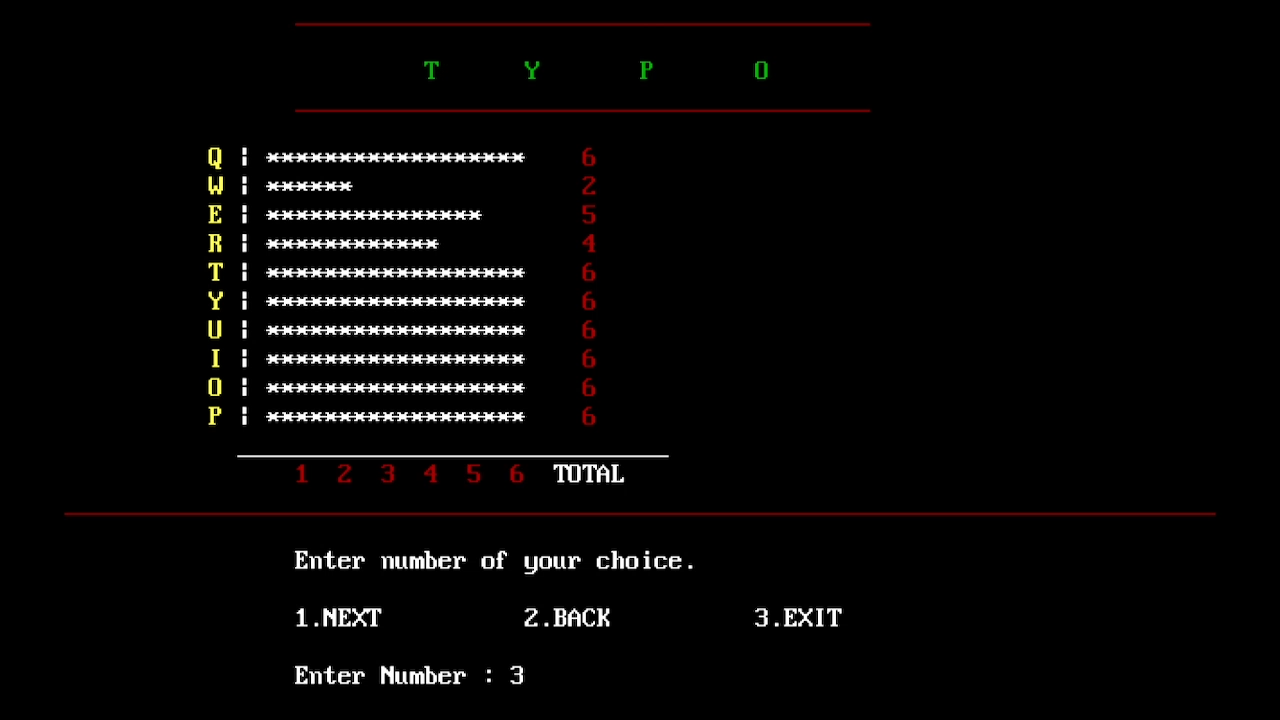 T Y P O
Q ¦ ****************** 6
W ¦ ****** 2
E ¦ *************** 5
R ¦ ************ 4
T ¦ ****************** 6
Y ¦ ****************** 6
U ¦ ****************** 6
I ¦ ****************** 6
O ¦ ****************** 6
P ¦ ****************** 6
1 2 3 4 5 6 TOTAL
Enter number of your choice.
1.NEXT 2.BACK 3.EXIT
Enter Number : 3